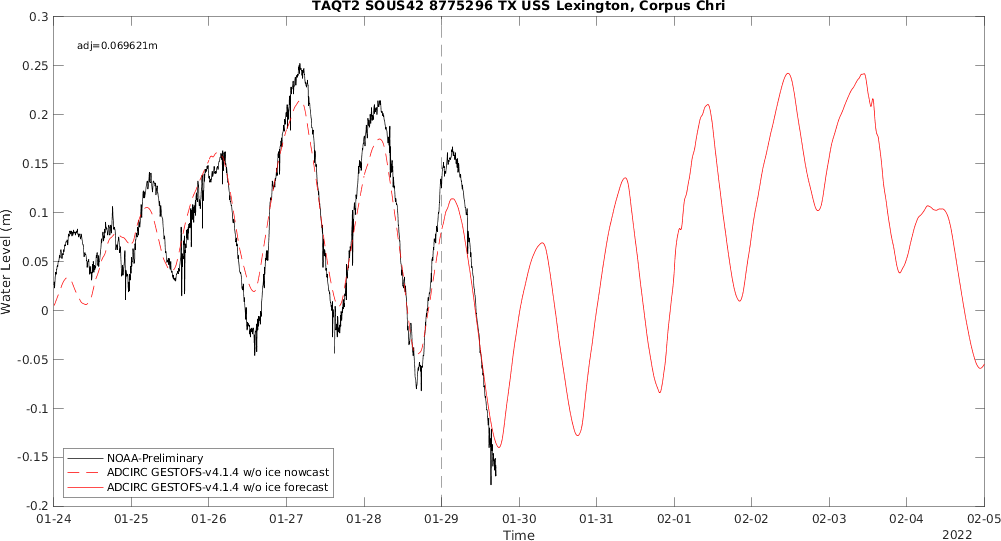 TAQT2 SOUS42 8775296 TX USS Lexington, Corpus Chri
adj=0.069621m
0.3
0.25
0.2
0.15
0.1
0.05
0
-0.05
-0.1
-0.15
-0.2
Water Level (m)
NOAA-Preliminary
ADCIRC GESTOFS-v4.1.4 w/o ice nowcast
ADCIRC GESTOFS-v4.1.4 w/o ice forecast
01-24 01-25 01-26 01-27 01-28 01-29 01-30 01-31 02-01 02-02 02-03 02-04 02-05
Time
2022